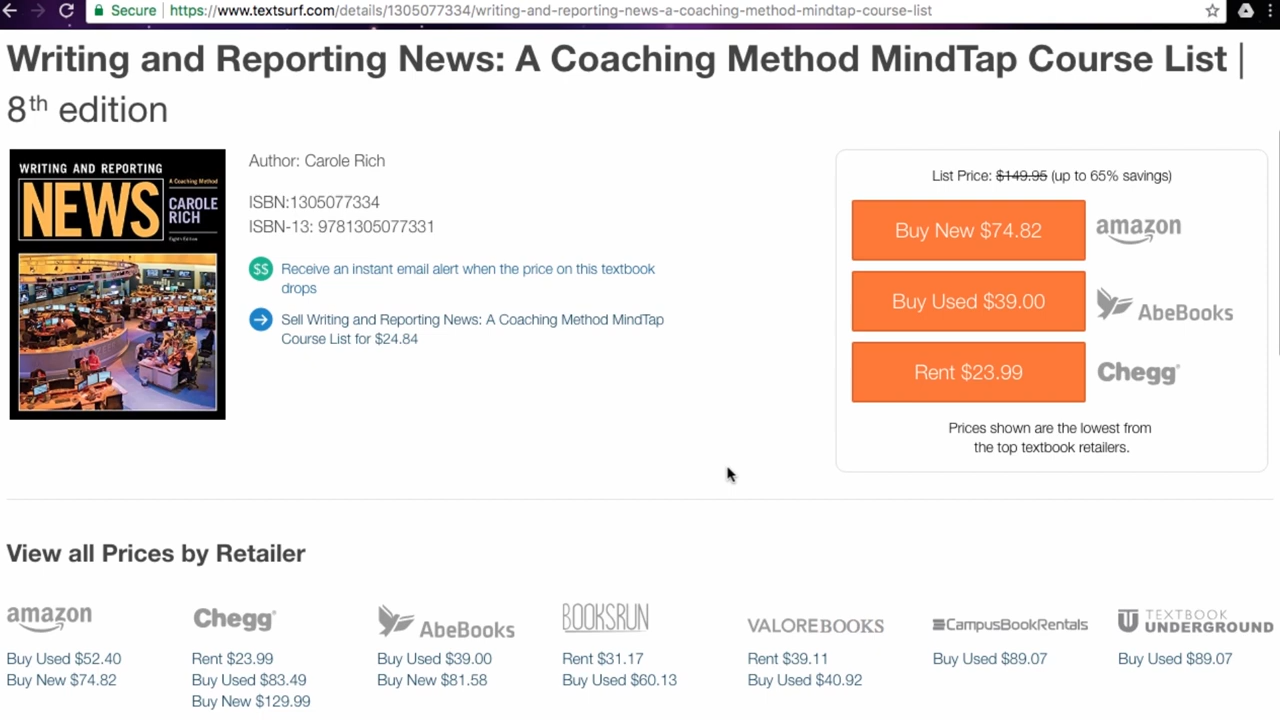 Secure | https://www.textsurf.com/details/1305077334/writing-and-reporting-news-a-coaching-method-mindtap-course-list
Writing and Reporting News: A Coaching Method MindTap Course List |
8th edition
WRITING AND REPORTING
NEWS
A Coaching Method
CAROLE
RICH
Eighth Edition
Author: Carole Rich
ISBN:1305077334
ISBN-13: 9781305077331
$$ Receive an instant email alert when the price on this textbook
drops
Sell Writing and Reporting News: A Coaching Method MindTap
Course List for $24.84
List Price: $149.95 (up to 65% savings)
Buy New $74.82 amazon
Buy Used $39.00 AbeBooks
Rent $23.99 Chegg
Prices shown are the lowest from
the top textbook retailers.
View all Prices by Retailer
amazon
Buy Used $52.40
Buy New $74.82
Chegg
Rent $23.99
Buy Used $83.49
Buy New $129.99
AbeBooks
Buy Used $39.00
Buy New $81.58
BOOKSRUN
Rent $31.17
Buy Used $60.13
VALOREBOOKS
Rent $39.11
Buy Used $40.92
CampusBookRentals
Buy Used $89.07
TEXTBOOK
UNDERGROUND
Buy Used $89.07